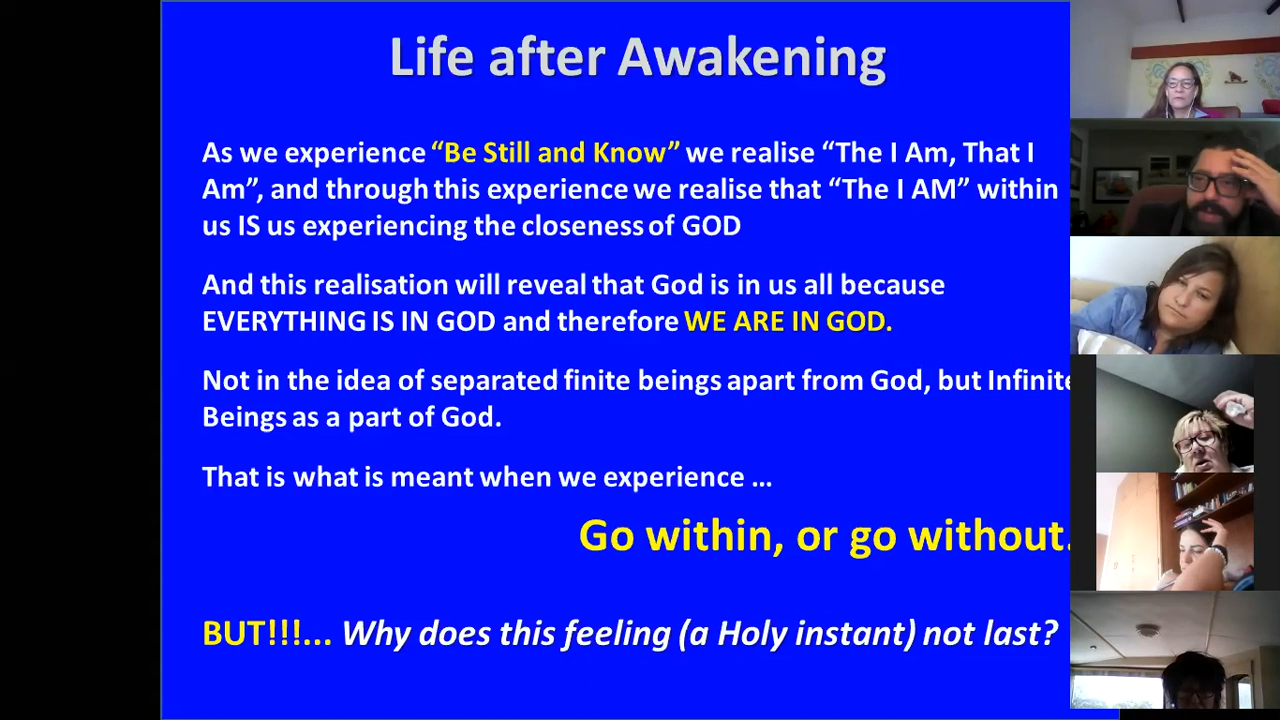 Life after Awakening
As we experience “Be Still and Know” we realise “The I Am, That I
Am”, and through this experience we realise that “The I AM” within
us IS us experiencing the closeness of GOD
And this realisation will reveal that God is in us all because
EVERYTHING IS IN GOD and therefore WE ARE IN GOD.
Not in the idea of separated finite beings apart from God, but Infinite
Beings as a part of God.
That is what is meant when we experience …
Go within, or go without.
BUT!!!... Why does this feeling (a Holy instant) not last?